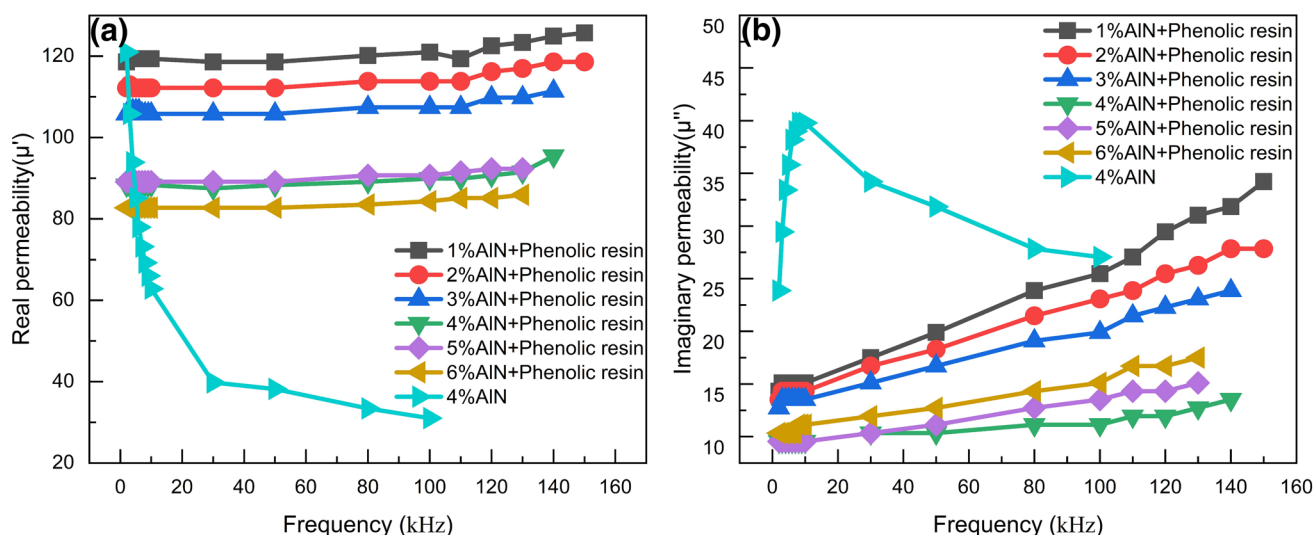 (a)
Real permeability(μ')
120
100
80
60
40
20
1%AlN+Phenolic resin
2%AlN+Phenolic resin
3%AlN+Phenolic resin
4%AlN+Phenolic resin
5%AlN+Phenolic resin
6%AlN+Phenolic resin
4%AlN
0 20 40 60 80 100 120 140 160
Frequency (kHz)
(b)
Imaginary permeability(μ'')
50
45
40
35
30
25
20
15
10
1%AlN+Phenolic resin
2%AlN+Phenolic resin
3%AlN+Phenolic resin
4%AlN+Phenolic resin
5%AlN+Phenolic resin
6%AlN+Phenolic resin
4%AlN
0 20 40 60 80 100 120 140 160
Frequency (kHz)